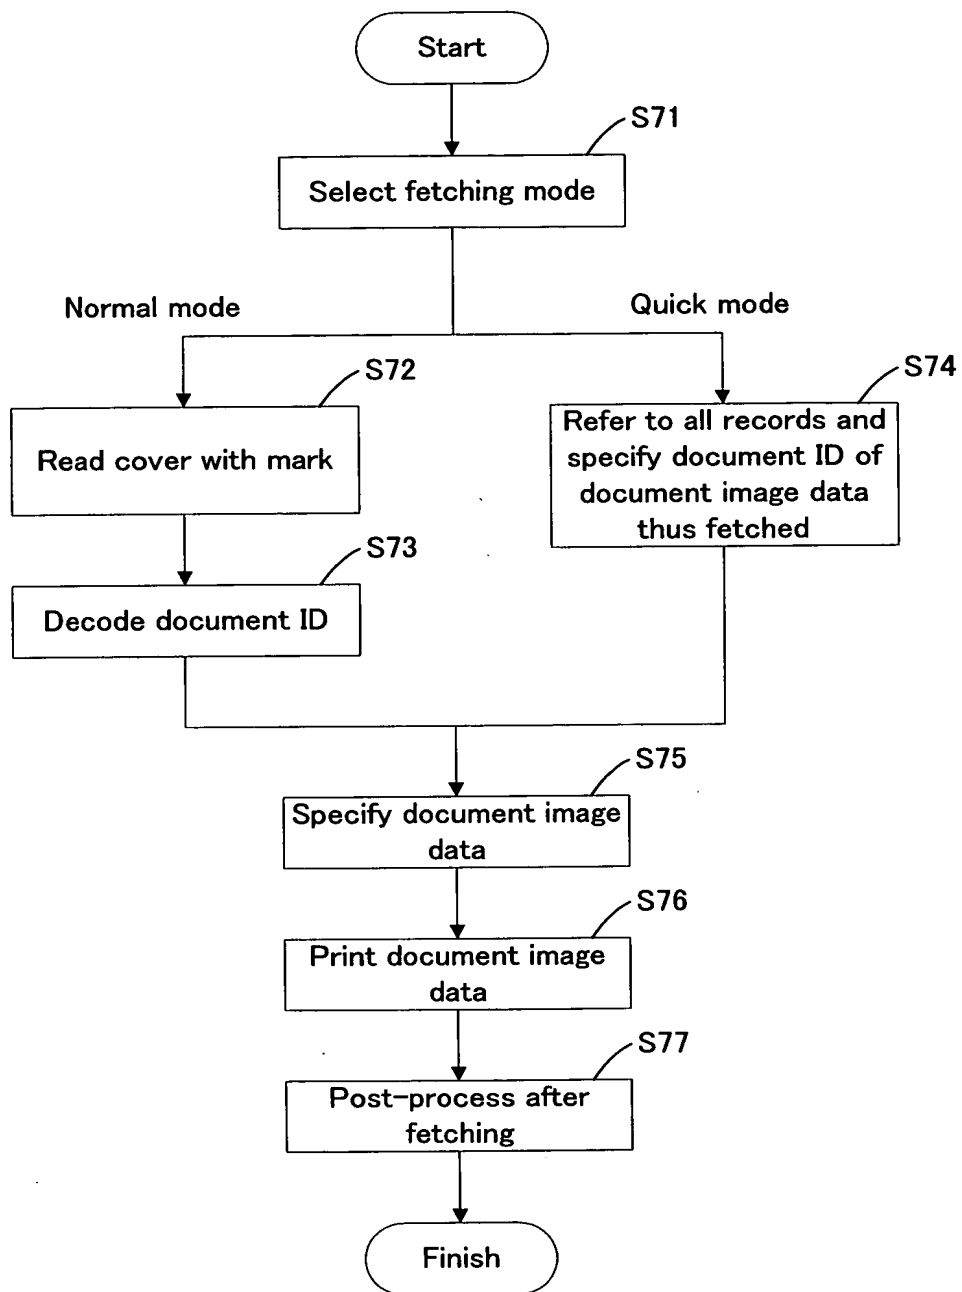 Start
S71
Select fetching mode
Normal mode
Quick mode
S72
S74
Read cover with mark
Refer to all records and
specify document ID of
document image data
thus fetched
S73
Decode document ID
S75
Specify document image
data
S76
Print document image
data
S77
Post-process after
fetching
Finish